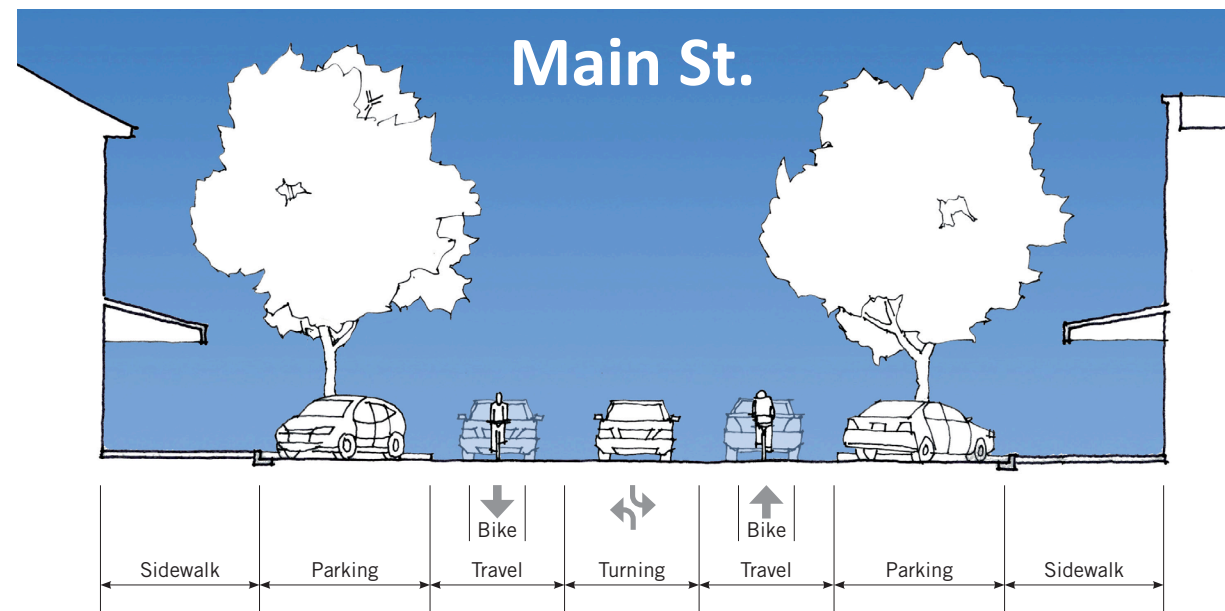 Main St.
Bike
Bike
Sidewalk Parking Travel Turning Travel Parking Sidewalk